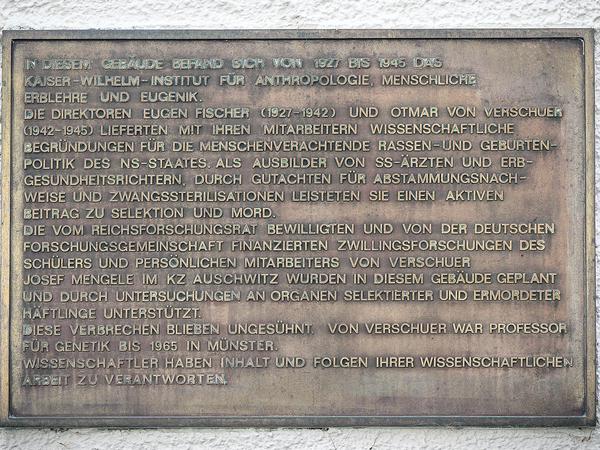 IN DIESEM GEBÄUDE BEFAND SICH VON 1927 BIS 1945 DAS
KAISER-WILHELM-INSTITUT FÜR ANTHROPOLOGIE, MENSCHLICHE
ERBLEHRE UND EUGENIK.
DIE DIREKTOREN EUGEN FISCHER (1927-1942) UND OTMAR VON VERSCHUER
(1942-1945) LIEFERTEN MIT IHREN MITARBEITERN WISSENSCHAFTLICHE
BEGRÜNDUNGEN FÜR DIE MENSCHENVERACHTENDE RASSEN-UND GEBURTEN-
POLITIK DES NS-STAATES. ALS AUSBILDER VON SS-ÄRZTEN UND ERB-
GESUNDHEITSRICHTERN, DURCH GUTACHTEN FÜR ABSTAMMUNGSNACH-
WEISE UND ZWANGSSTERILISATIONEN LEISTETEN SIE EINEN AKTIVEN
BEITRAG ZU SELEKTION UND MORD.
DIE VOM REICHSFORSCHUNGSRAT BEWILLIGTEN UND VON DER DEUTSCHEN
FORSCHUNGSGEMEINSCHAFT FINANZIERTEN ZWILLINGSFORSCHUNGEN DES
SCHÜLERS UND PERSÖNLICHEN MITARBEITERS VON VERSCHUER
JOSEF MENGELE IM KZ AUSCHWITZ WURDEN IN DIESEM GEBÄUDE GEPLANT
UND DURCH UNTERSUCHUNGEN AN ORGANEN SELEKTIERTER UND ERMORDETER
HÄFTLINGE UNTERSTÜTZT.
DIESE VERBRECHEN BLIEBEN UNGESÜHNT. VON VERSCHUER WAR PROFESSOR
FÜR GENETIK BIS 1965 IN MÜNSTER.
WISSENSCHAFTLER HABEN INHALT UND FOLGEN IHRER WISSENSCHAFTLICHEN
ARBEIT ZU VERANTWORTEN.